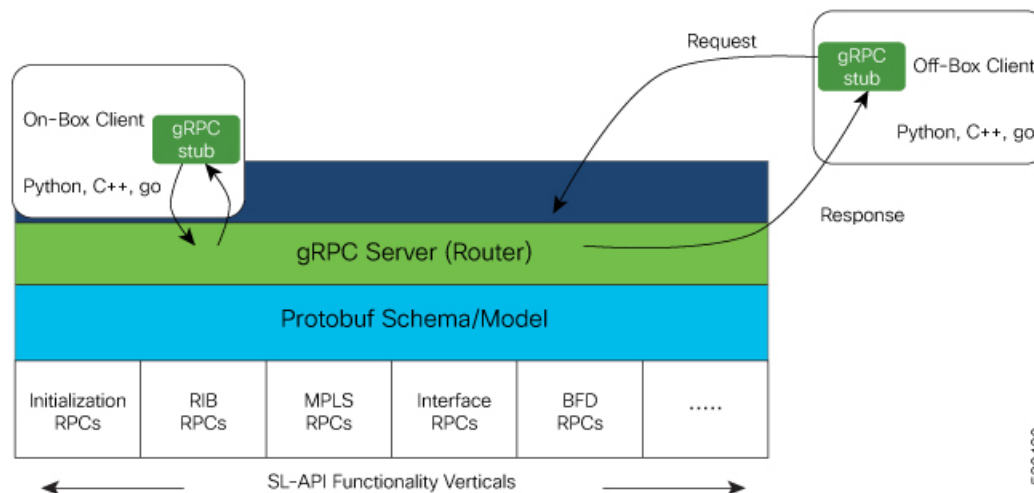 Request
gRPC
stub
Off-Box Client
Python, C++, go
On-Box Client
gRPC
stub
Python, C++, go
Response
gRPC Server (Router)
Protobuf Schema/Model
Initialization
RPCs
RIB
RPCs
MPLS
RPCs
Interface
RPCs
BFD
RPCs
.....
SL-API Functionality Verticals